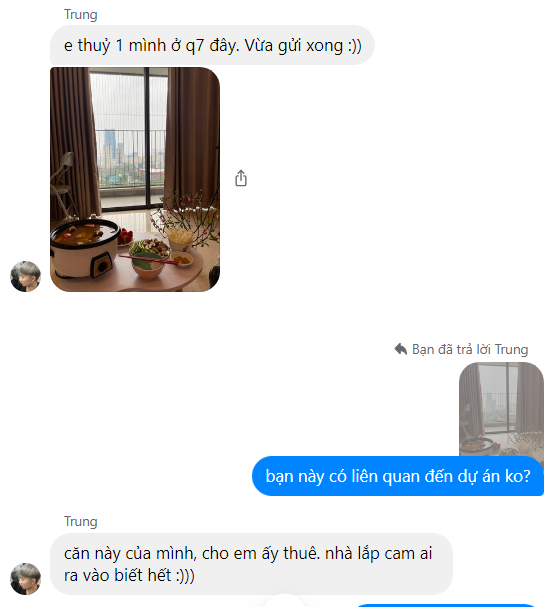 Trung
e thuỷ 1 mình ở q7 đây. Vừa gửi xong :))
Bạn đã trả lời Trung
bạn này có liên quan đến dự án ko?
Trung
căn này của mình, cho em ấy thuê. nhà lắp cam ai
ra vào biết hết :)))